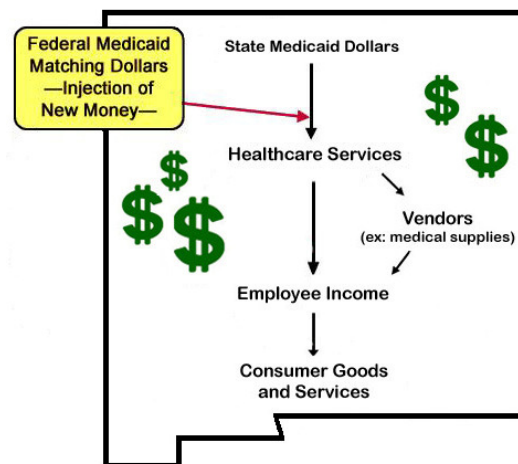 Federal Medicaid
Matching Dollars
—Injection of
New Money—
State Medicaid Dollars
Healthcare Services
Vendors
(ex: medical supplies)
Employee Income
Consumer Goods
and Services